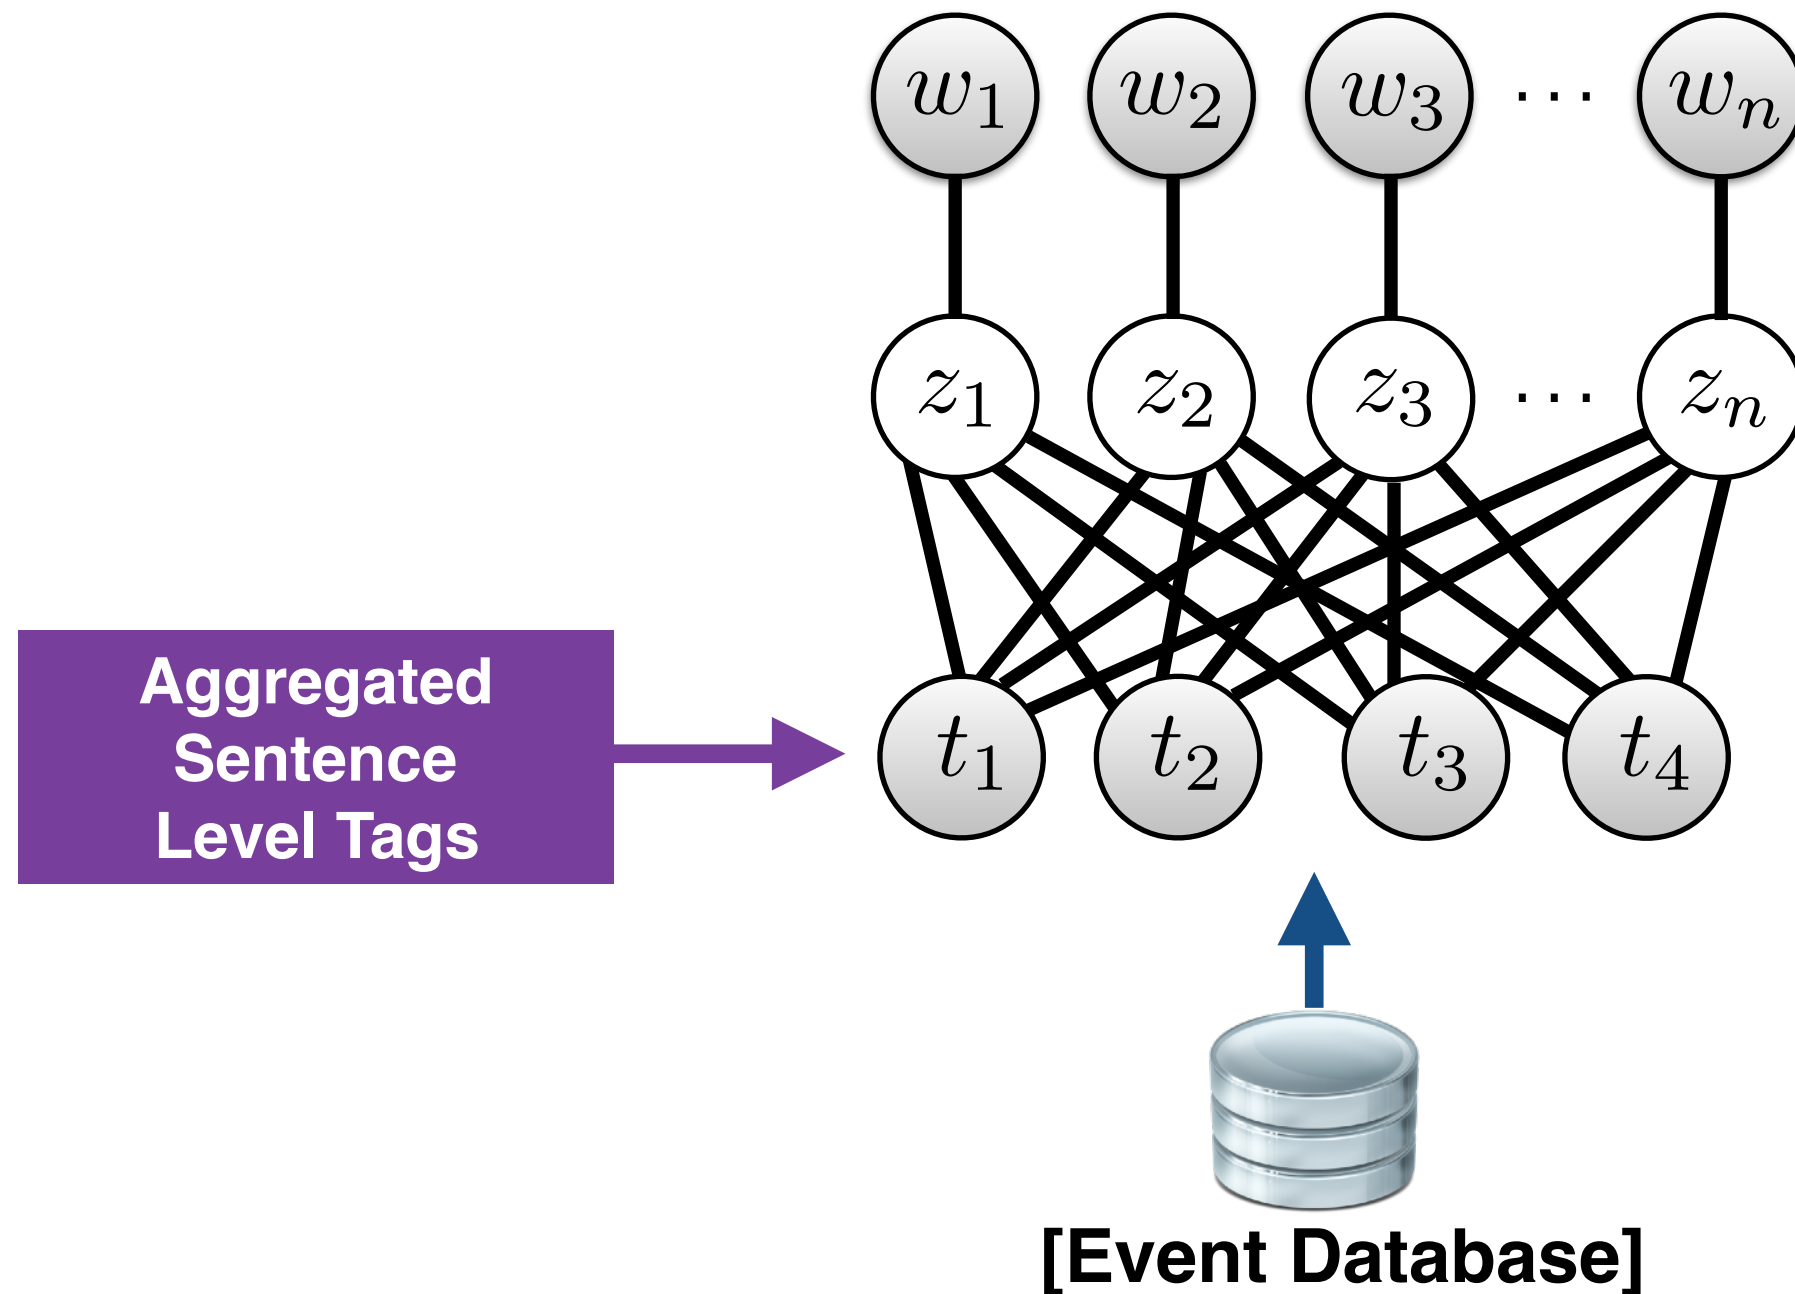 w₁ w₂ w₃ ··· wₙ
z₁ z₂ z₃ ··· zₙ
Aggregated
Sentence
Level Tags
t₁ t₂ t₃ t₄
[Event Database]